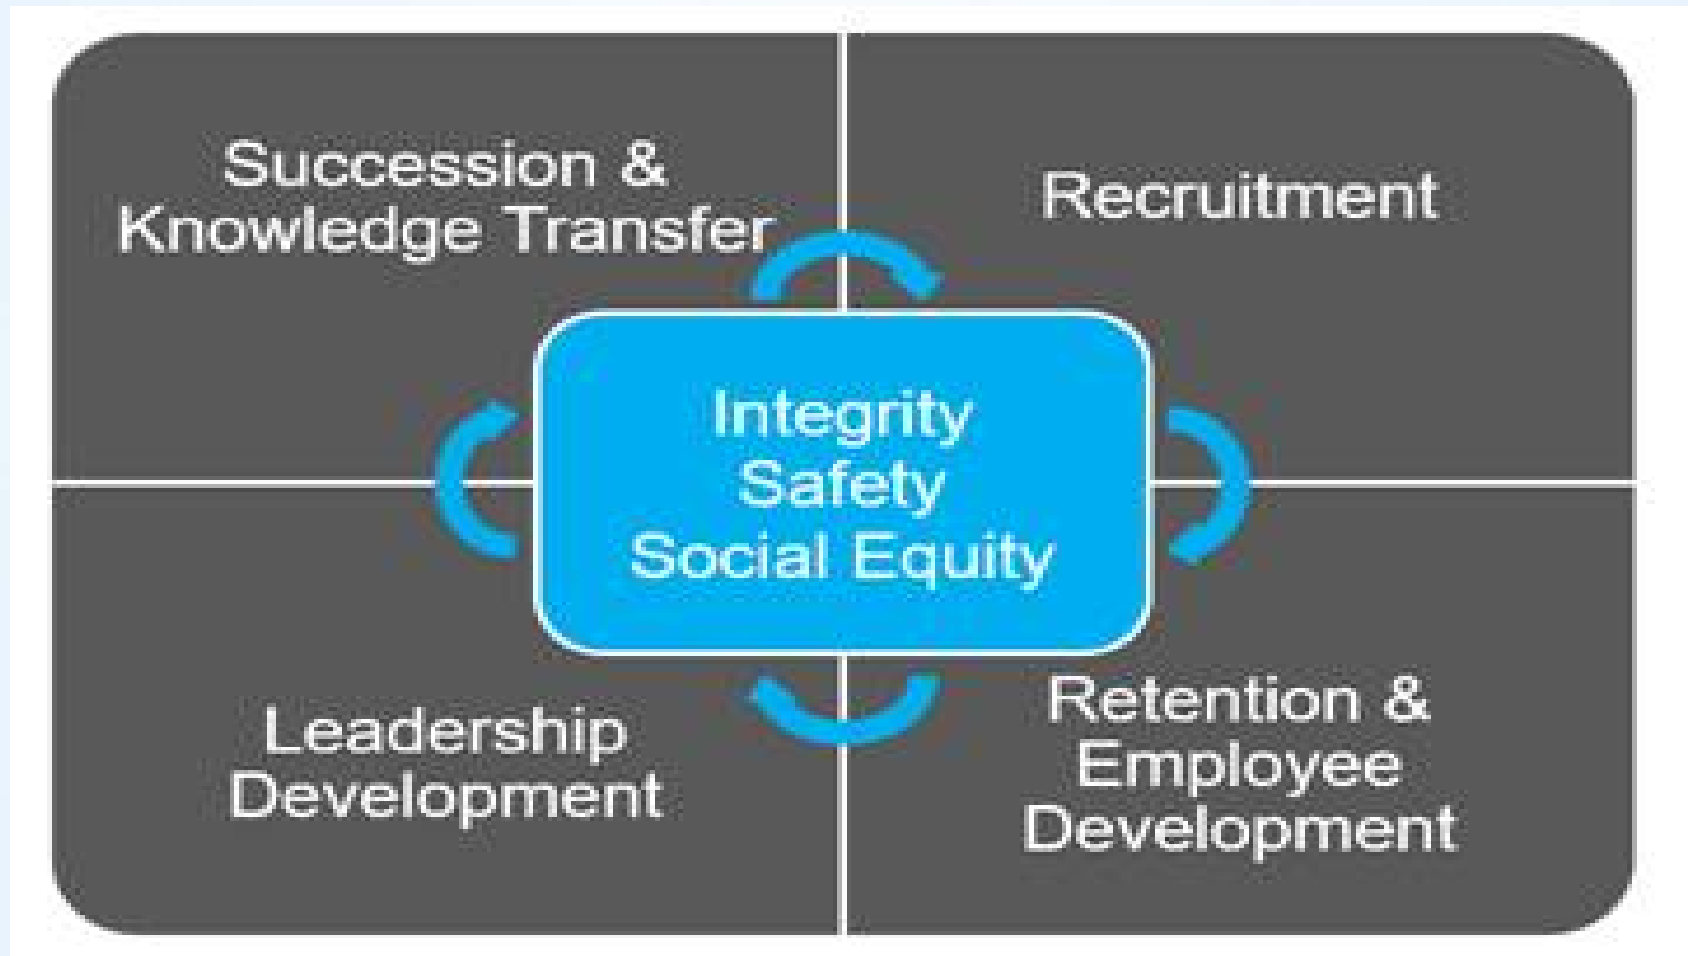 Succession &
Knowledge Transfer
Recruitment
Integrity
Safety
Social Equity
Leadership
Development
Retention &
Employee
Development